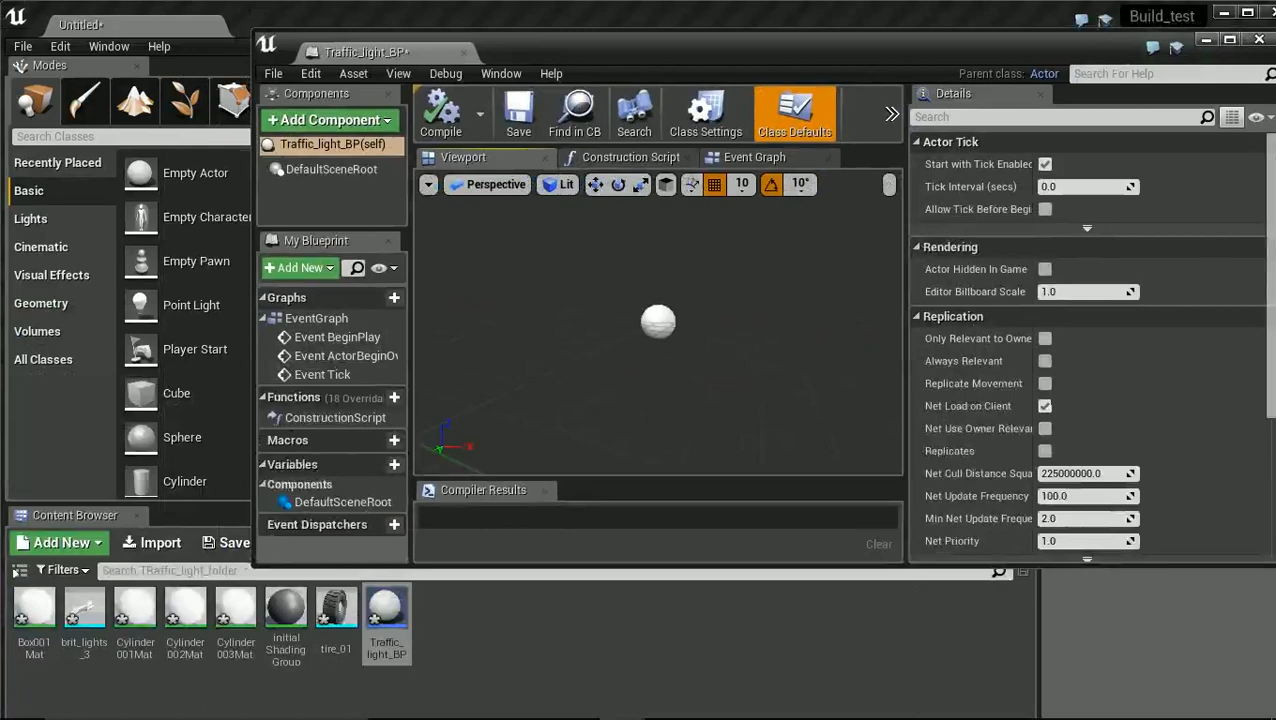 Untitled*
Build_test
File Edit Window Help
Traffic_light_BP*
Modes
File Edit Asset View Debug Window Help
Parent class: Actor
Search For Help
Search Classes
Recently Placed
Basic
Lights
Cinematic
Visual Effects
Geometry
Volumes
All Classes
Empty Actor
Empty Character
Empty Pawn
Point Light
Player Start
Cube
Sphere
Cylinder
Components
+Add Component
Traffic_light_BP(self)
DefaultSceneRoot
My Blueprint
+Add New
Graphs
EventGraph
Event BeginPlay
Event ActorBeginOv
Event Tick
Functions (18 Overrida
ConstructionScript
Macros
Variables
Components
DefaultSceneRoot
Event Dispatchers
Compile
Save
Find in CB
Search
Class Settings
Class Defaults
Viewport
Construction Script
Event Graph
Perspective
Lit
10
10°
Compiler Results
Clear
Details
Search
Actor Tick
Start with Tick Enabled
Tick Interval (secs) 0.0
Allow Tick Before Begi
Rendering
Actor Hidden In Game
Editor Billboard Scale 1.0
Replication
Only Relevant to Owne
Always Relevant
Replicate Movement
Net Load on Client
Net Use Owner Relevar
Replicates
Net Cull Distance Squa 225000000.0
Net Update Frequency 100.0
Min Net Update Freque 2.0
Net Priority 1.0
Content Browser
Add New Import Save
Filters
Search TRaffic_light_folder
Box001
Mat
brit_lights
_3
Cylinder
001Mat
Cylinder
002Mat
Cylinder
003Mat
initial
Shading
Group
tire_01
Traffic_
light_BP